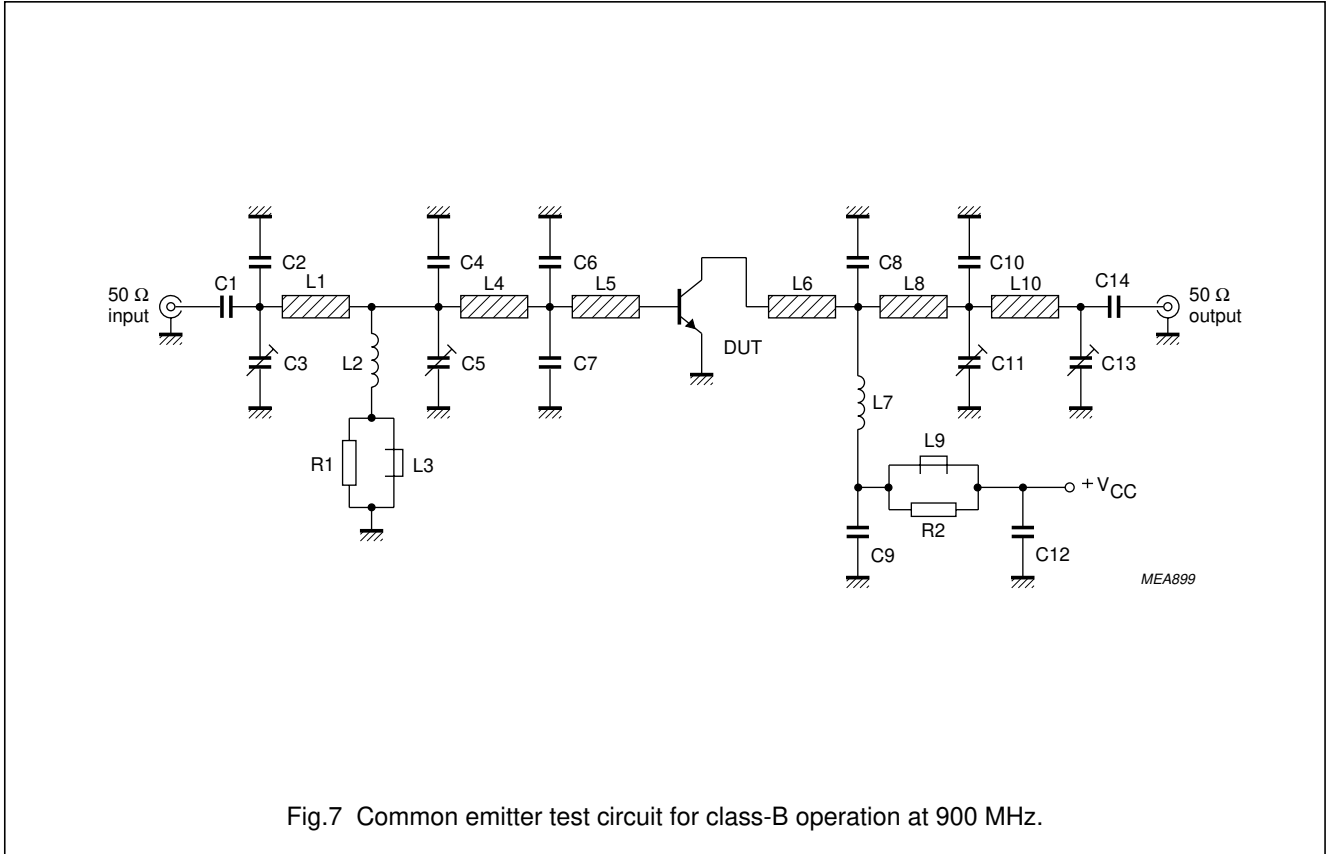 C2
C4
C6
C8
C10
C1
L1
L4
L5
L6
L8
L10
C14
50 Ω
input
50 Ω
output
C3
L2
C5
C7
DUT
C11
C13
L7
R1
L3
L9
+VCC
R2
C9
C12
MEA899
Fig.7 Common emitter test circuit for class-B operation at 900 MHz.